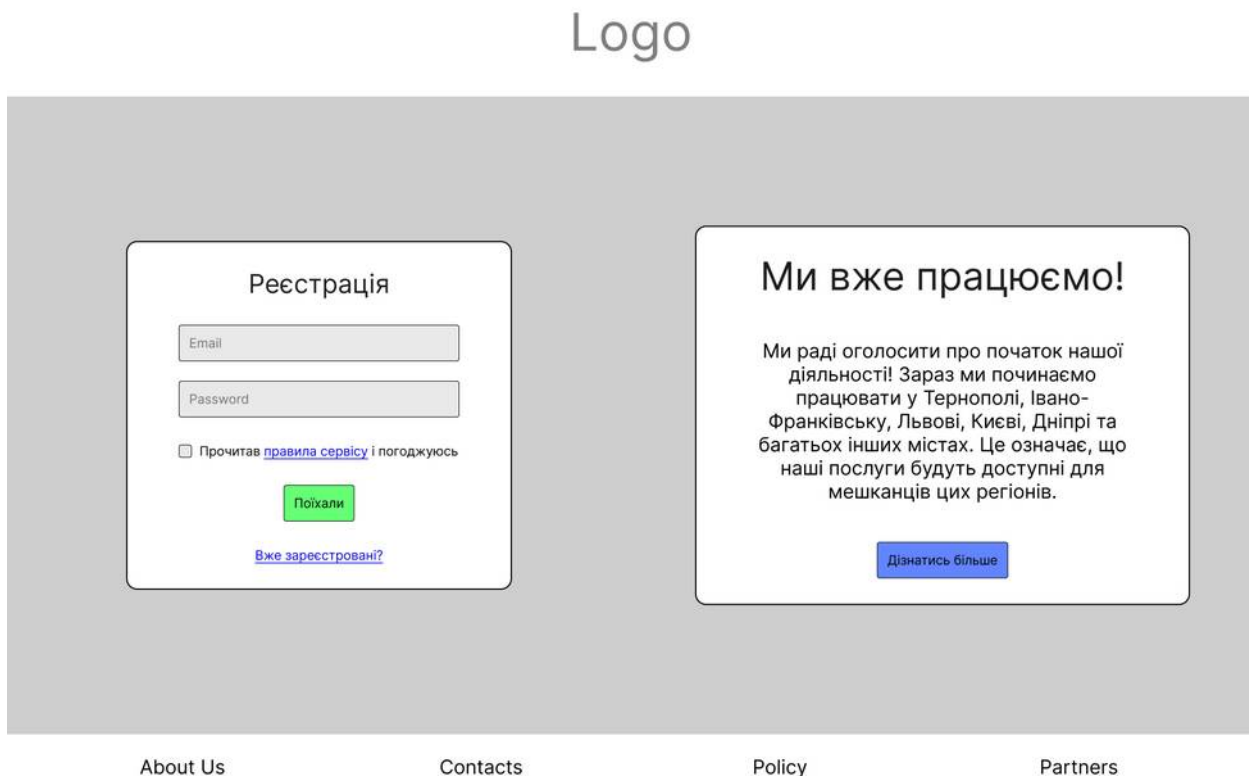 Logo
Реєстрація
Email
Password
Прочитав правила сервісу і погоджуюсь
Поїхали
Вже зареєстровані?
Ми вже працюємо!
Ми раді оголосити про початок нашої
діяльності! Зараз ми починаємо
працювати у Тернополі, Івано-
Франківську, Львові, Києві, Дніпрі та
багатьох інших містах. Це означає, що
наші послуги будуть доступні для
мешканців цих регіонів.
Дізнатись більше
About Us
Contacts
Policy
Partners